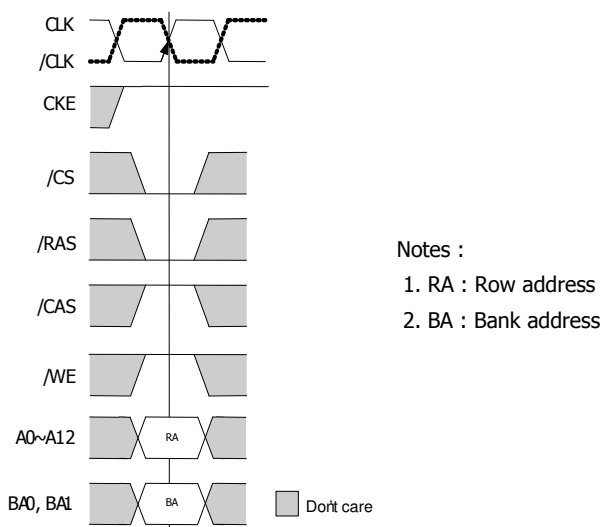 CLK
/CLK
CKE
/CS
/RAS
/CAS
/WE
A0~A12 RA
BA0, BA1 BA
Don't care
Notes :
1. RA : Row address
2. BA : Bank address